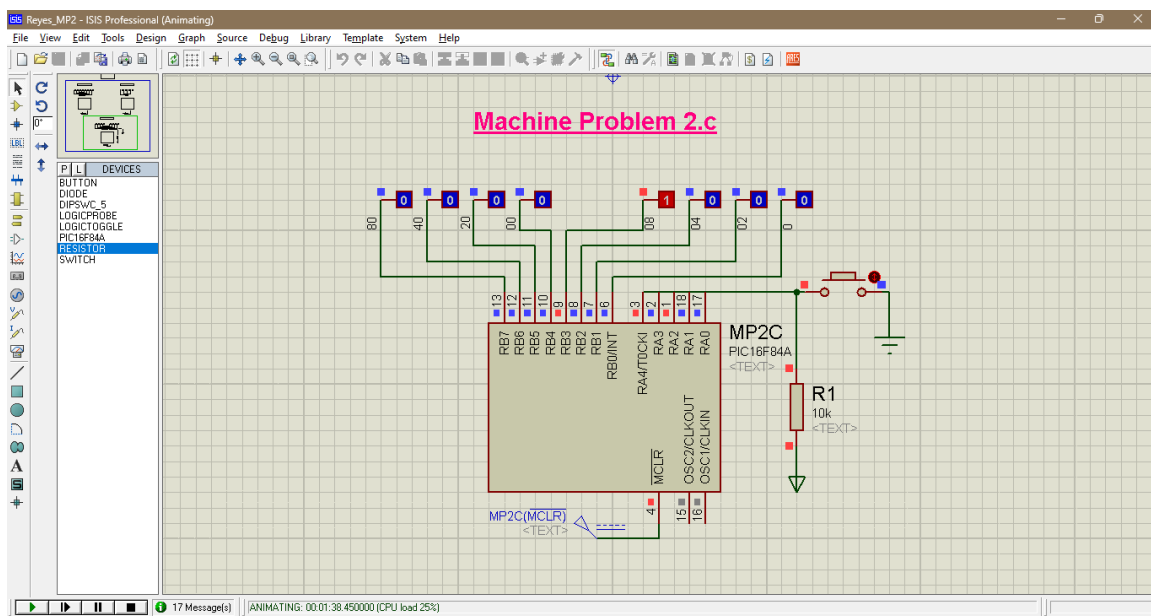 Reyes_MP2 - ISIS Professional (Animating)
File View Edit Tools Design Graph Source Debug Library Template System Help
0°
LBL
A
S
P L DEVICES
BUTTON
DIODE
DIPSWC_5
LOGICPROBE
LOGICTOGGLE
PIC16F84A
RESISTOR
SWITCH
Machine Problem 2.c
0 0 0 0 1 0 0 0
80 40 20 00 08 04 02 0
13 12 11 10 9 8 7 6 3 2 1 18 17
RB7 RB6 RB5 RB4 RB3 RB2 RB1 RB0/INT RA4/T0CKI RA3 RA2 RA1 RA0
MP2C
PIC16F84A
<TEXT>
R1
10k
<TEXT>
MCLR OSC2/CLKOUT OSC1/CLKIN
4 15 16
MP2C(MCLR)
<TEXT>
17 Message(s) ANIMATING: 00:01:38.450000 (CPU load 25%)